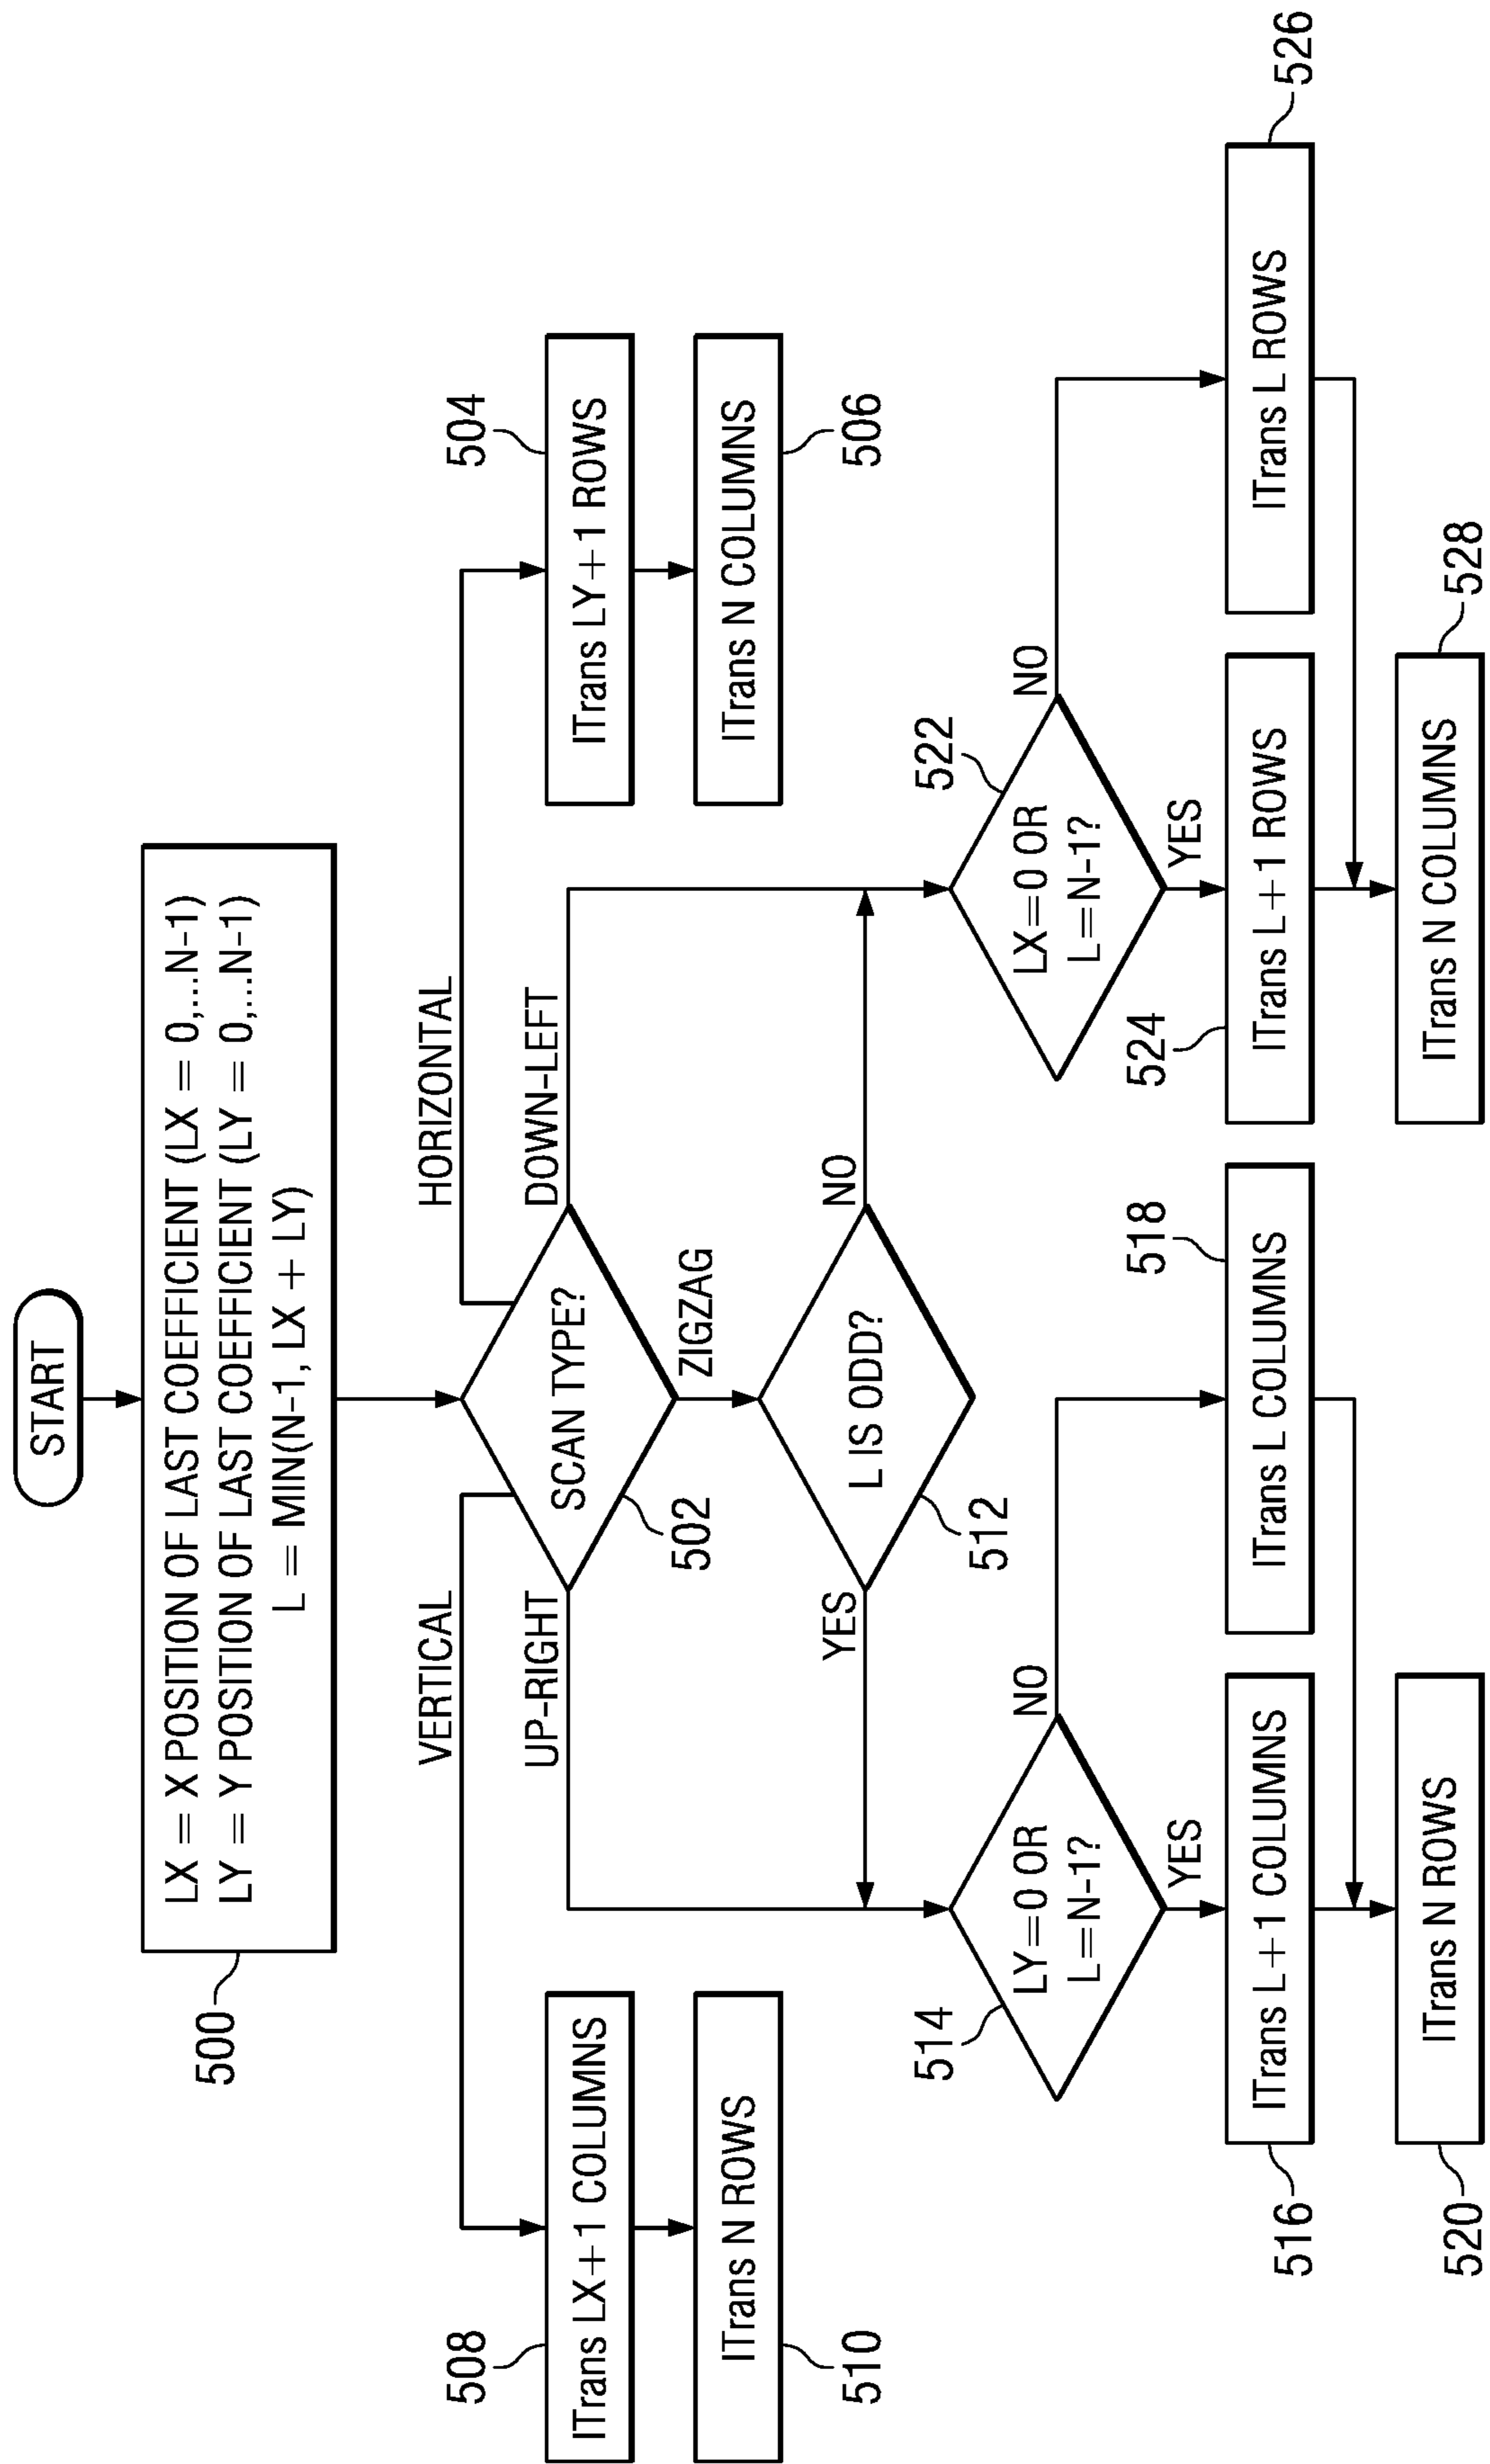 START
LX = X POSITION OF LAST COEFFICIENT (LX = 0,...N-1)
LY = Y POSITION OF LAST COEFFICIENT (LY = 0,...N-1)
L = MIN(N-1, LX + LY)
500
VERTICAL
HORIZONTAL
UP-RIGHT
DOWN-LEFT
SCAN TYPE?
502
ZIGZAG
508
ITrans LX+1 COLUMNS
504
ITrans LY+1 ROWS
ITrans N ROWS
510
ITrans N COLUMNS
506
YES
L IS ODD?
NO
512
514
LY=0 OR
L=N-1?
NO
YES
522
LX=0 OR
L=N-1?
NO
YES
516
ITrans L+1 COLUMNS
518
ITrans L COLUMNS
524
ITrans L+1 ROWS
ITrans L ROWS
526
520
ITrans N ROWS
ITrans N COLUMNS
528